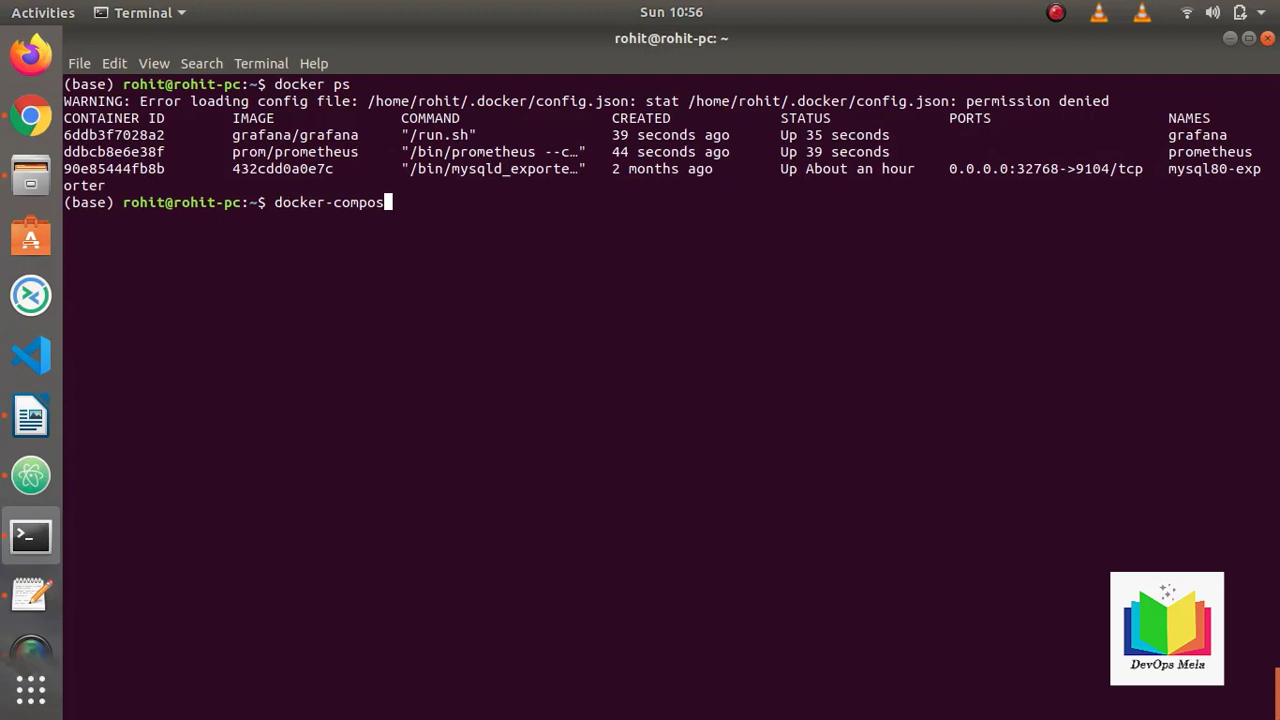 Activities Terminal Sun 10:56
rohit@rohit-pc: ~
File Edit View Search Terminal Help
(base) rohit@rohit-pc:~$ docker ps
WARNING: Error loading config file: /home/rohit/.docker/config.json: stat /home/rohit/.docker/config.json: permission denied
CONTAINER ID IMAGE COMMAND CREATED STATUS PORTS NAMES
6ddb3f7028a2 grafana/grafana "/run.sh" 39 seconds ago Up 35 seconds grafana
ddbcb8e6e38f prom/prometheus "/bin/prometheus --c…" 44 seconds ago Up 39 seconds prometheus
90e85444fb8b 432cdd0a0e7c "/bin/mysqld_exporte…" 2 months ago Up About an hour 0.0.0.0:32768->9104/tcp mysql80-exp
orter
(base) rohit@rohit-pc:~$ docker-compos
DevOps Mela